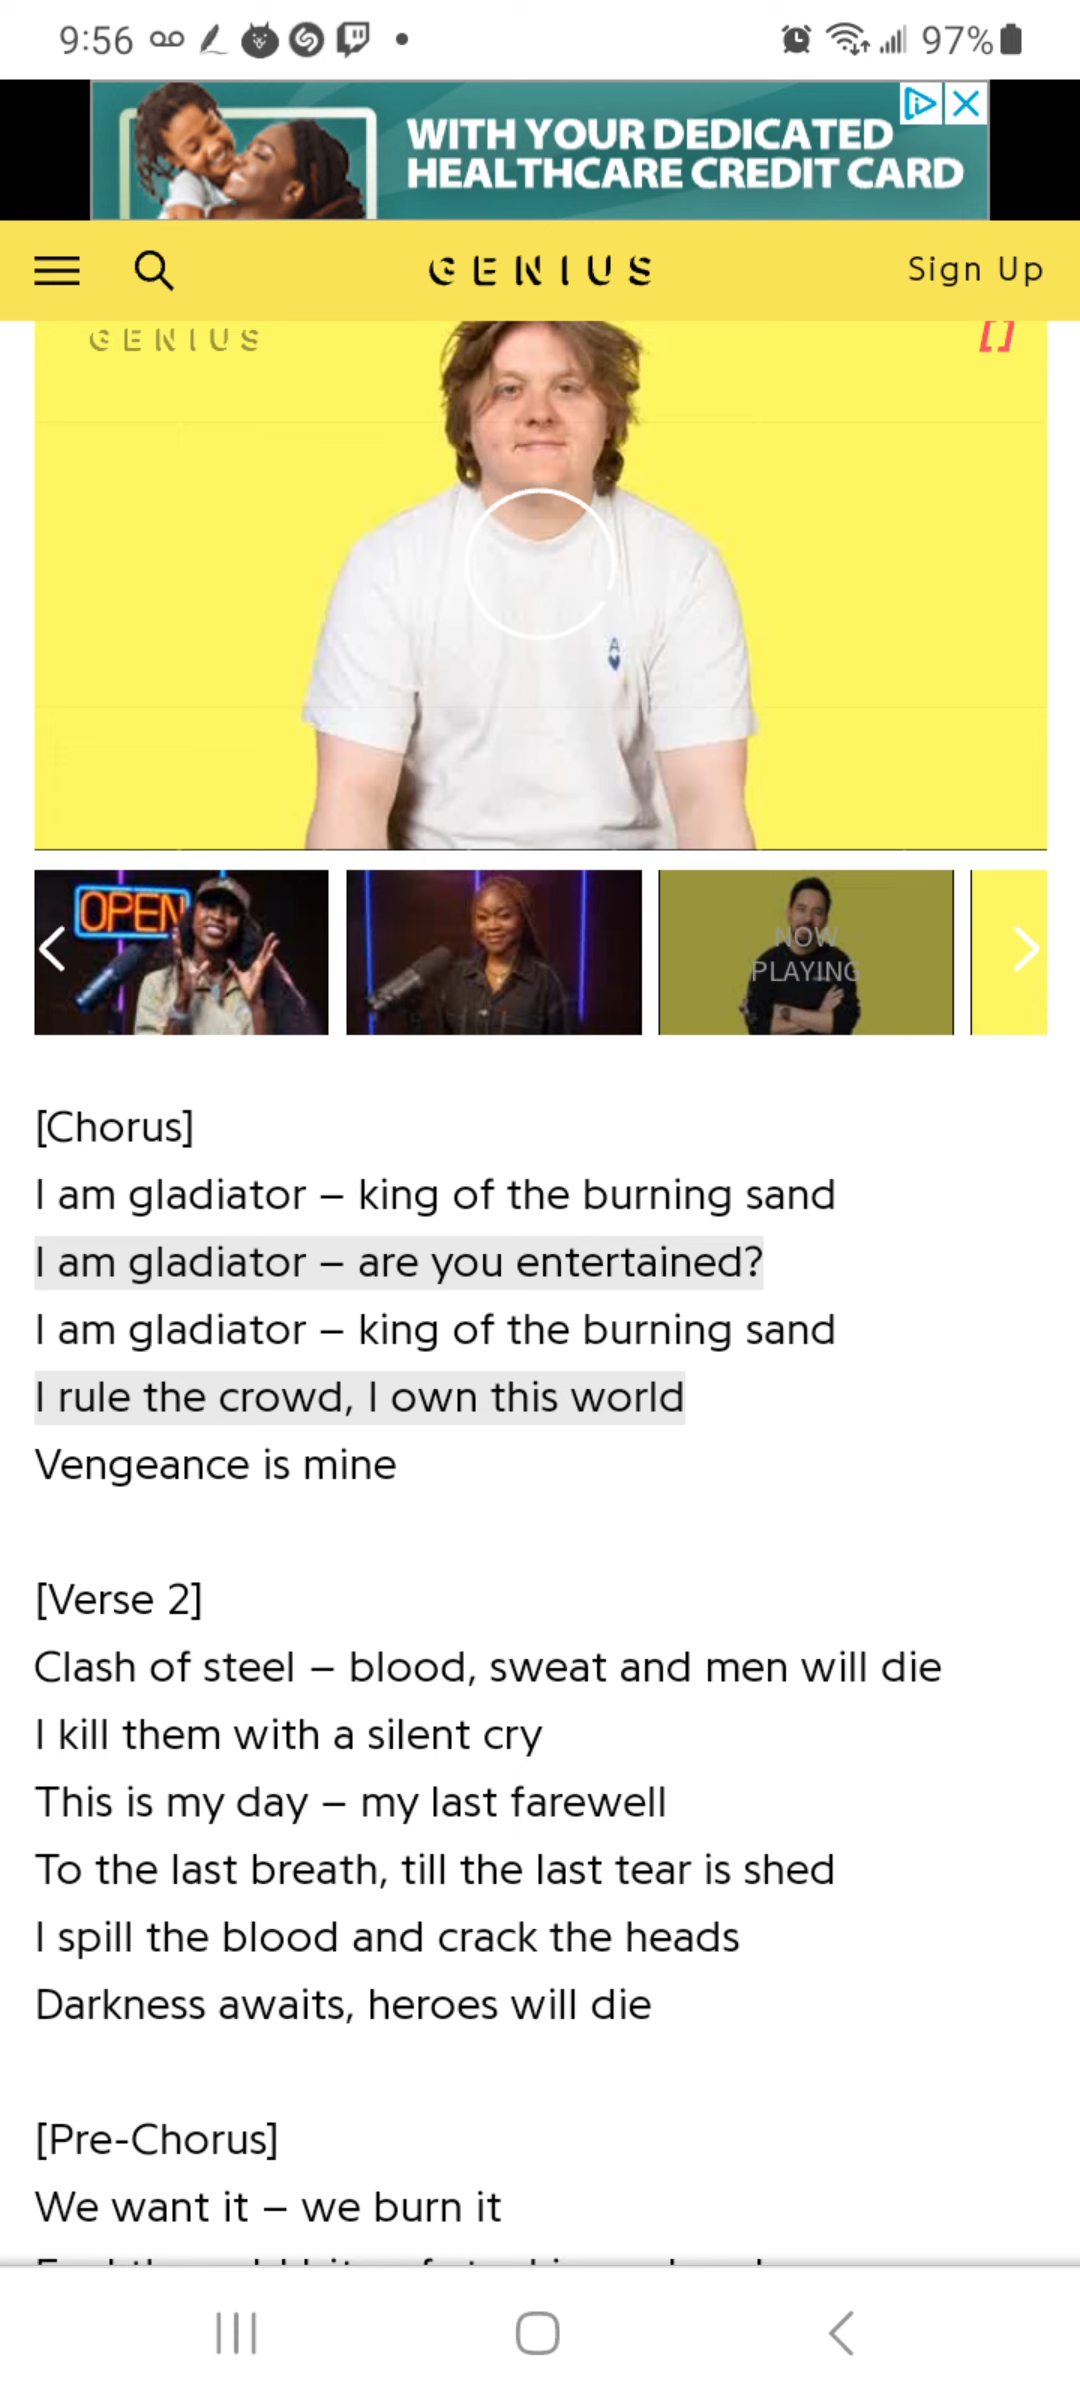 9:56
97%
WITH YOUR DEDICATED
HEALTHCARE CREDIT CARD
GENIUS
Sign Up
GENIUS
[]
OPEN
NOW
PLAYING
[Chorus]
I am gladiator – king of the burning sand
I am gladiator – are you entertained?
I am gladiator – king of the burning sand
I rule the crowd, I own this world
Vengeance is mine
[Verse 2]
Clash of steel – blood, sweat and men will die
I kill them with a silent cry
This is my day – my last farewell
To the last breath, till the last tear is shed
I spill the blood and crack the heads
Darkness awaits, heroes will die
[Pre-Chorus]
We want it – we burn it